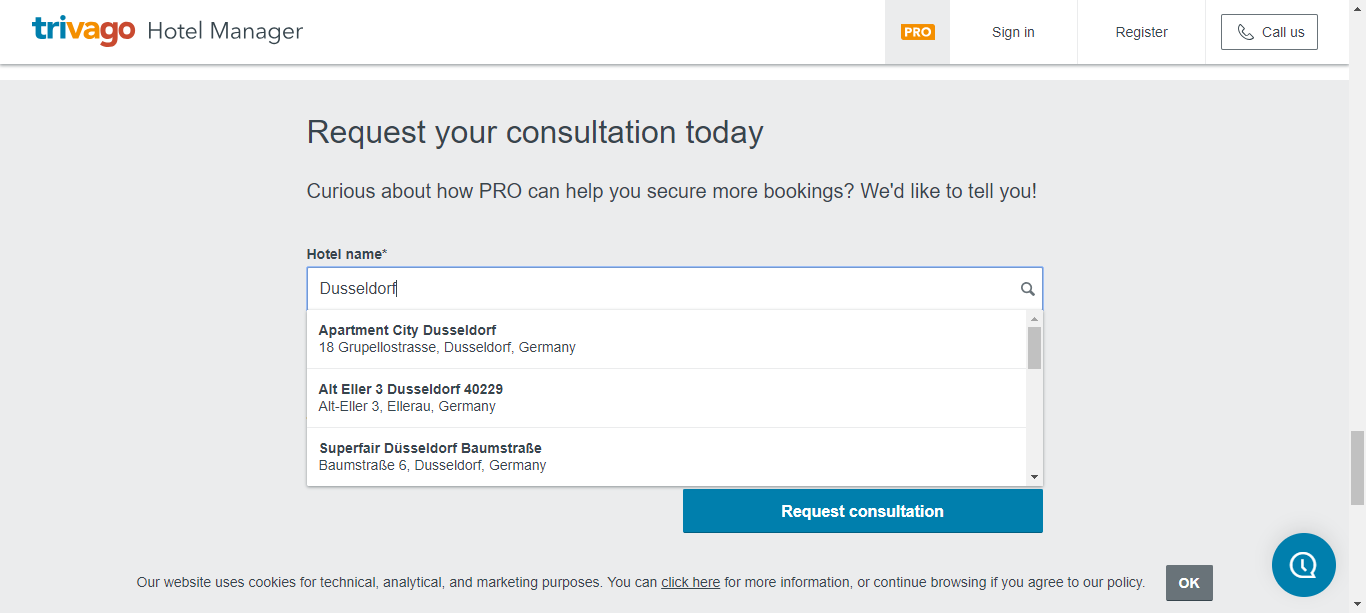 trivago Hotel Manager
PRO
Sign in
Register
Call us
Request your consultation today
Curious about how PRO can help you secure more bookings? We'd like to tell you!
Hotel name*
Dusseldorf
Apartment City Dusseldorf
18 Grupellostrasse, Dusseldorf, Germany
Alt Eller 3 Dusseldorf 40229
Alt-Eller 3, Ellerau, Germany
Superfair Düsseldorf Baumstraße
Baumstraße 6, Dusseldorf, Germany
Request consultation
Our website uses cookies for technical, analytical, and marketing purposes. You can click here for more information, or continue browsing if you agree to our policy.
OK